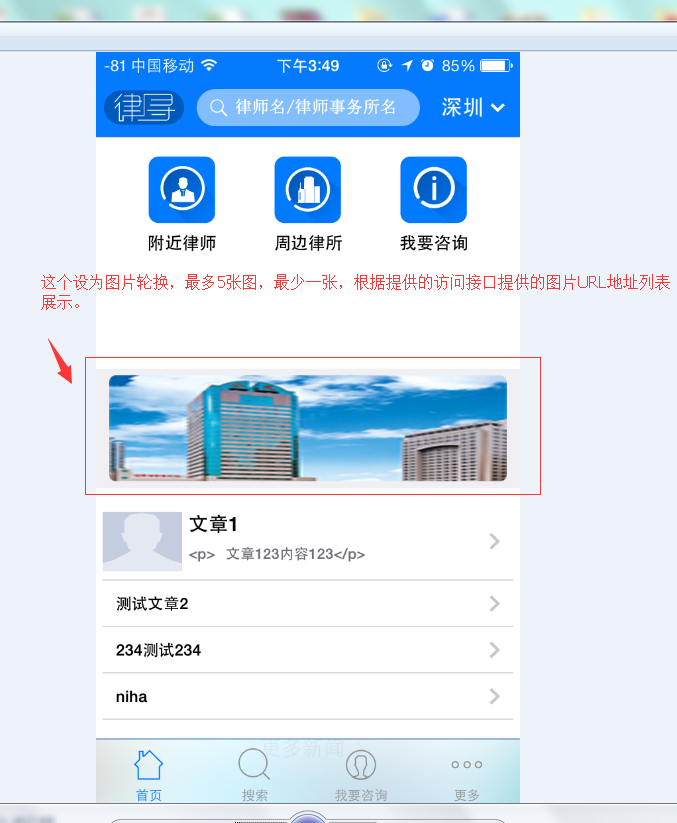 -81 中国移动 下午3:49 85%
律寻 律师名/律师事务所名 深圳
附近律师 周边律所 我要咨询
这个设为图片轮换，最多5张图，最少一张，根据提供的访问接口提供的图片URL地址列表
展示。
文章1
<p> 文章123内容123</p>
测试文章2
234测试234
niha
更多新闻
首页 搜索 我要咨询 更多